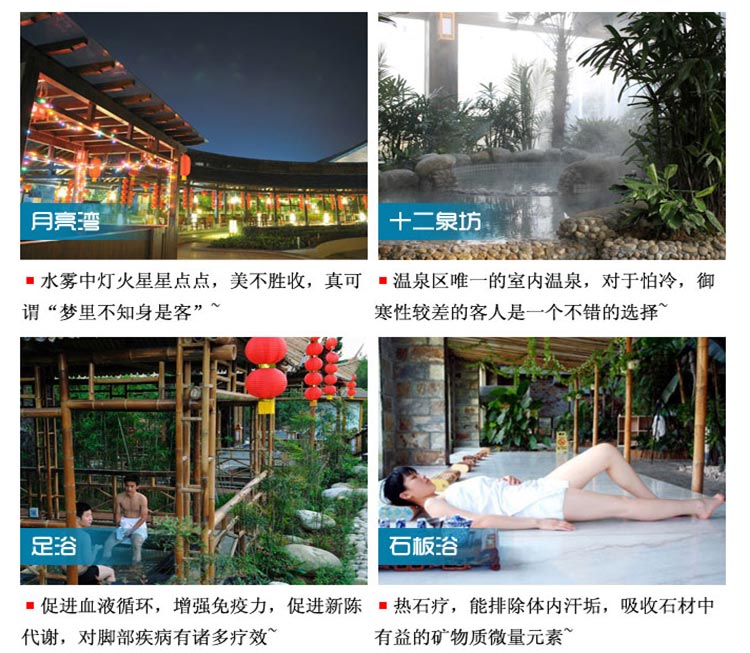 月亮湾
十二泉坊
水雾中灯火星星点点，美不胜收，真可
谓“梦里不知身是客”~
温泉区唯一的室内温泉，对于怕冷，御
寒性较差的客人是一个不错的选择~
足浴
石板浴
促进血液循环，增强免疫力，促进新陈
代谢，对脚部疾病有诸多疗效~
热石疗，能排除体内汗垢，吸收石材中
有益的矿物质微量元素~